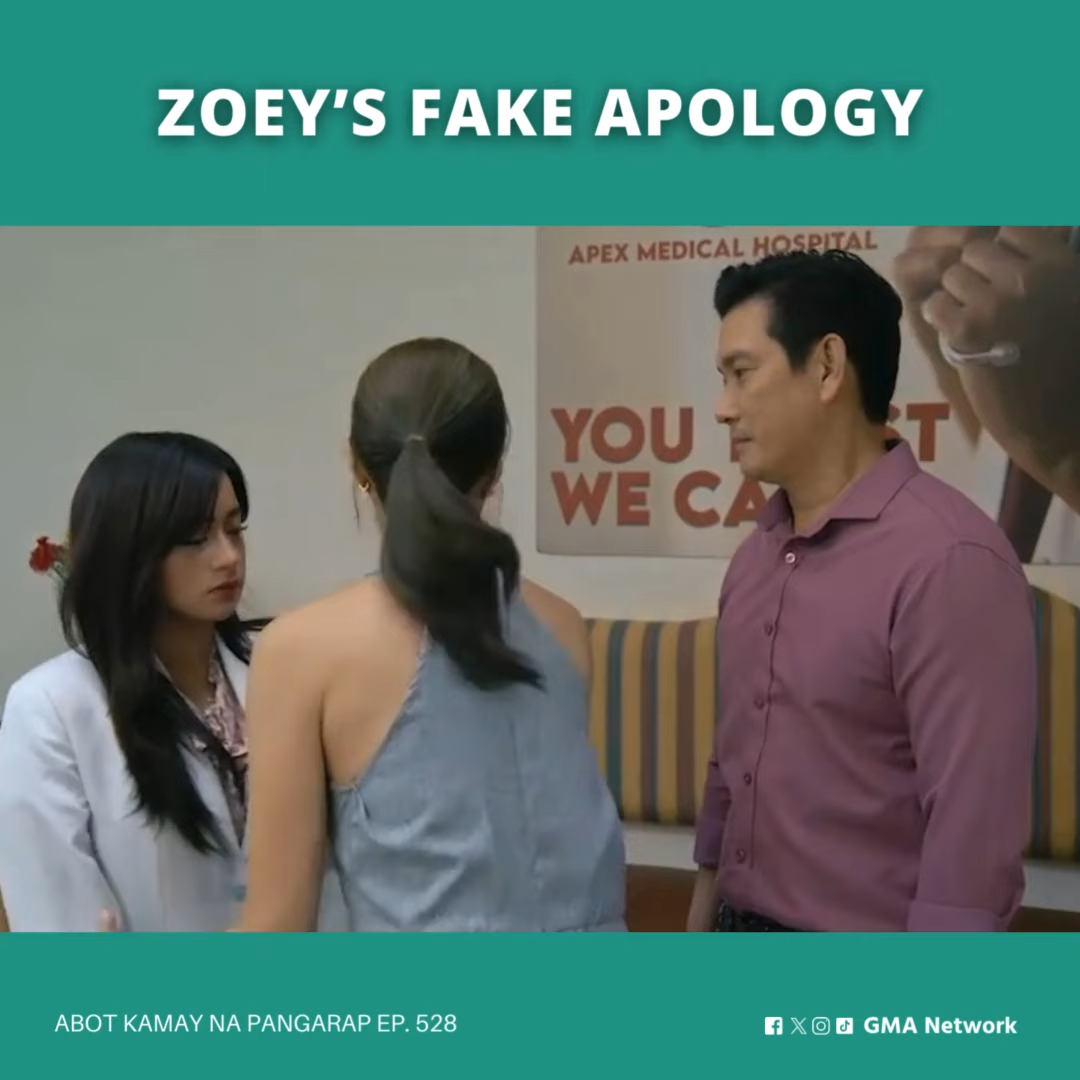 ZOEY'S FAKE APOLOGY
APEX MEDICAL HOSPITAL
YOU
WE
ABOT KAMAY NA PANGARAP EP. 528
GMA Network